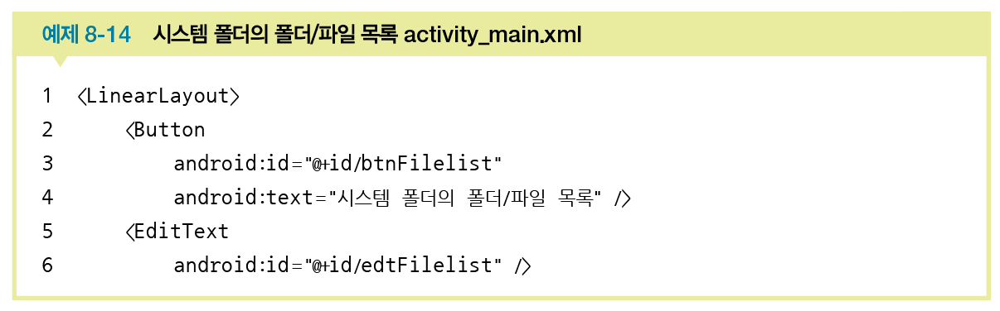 예제 8-14 시스템 폴더의 폴더/파일 목록 activity_main.xml
1 <LinearLayout>
2 <Button
3 android:id="@+id/btnFilelist"
4 android:text="시스템 폴더의 폴더/파일 목록" />
5 <EditText
6 android:id="@+id/edtFilelist" />